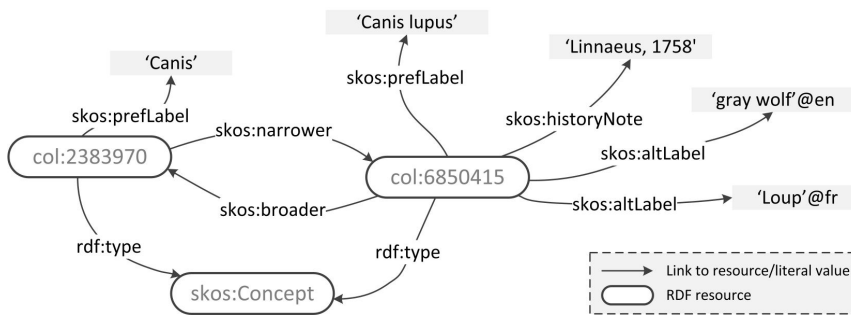 ‘Canis lupus’
‘Linnaeus, 1758'
‘Canis’
skos:prefLabel
‘gray wolf’@en
skos:prefLabel
skos:historyNote
skos:narrower
skos:altLabel
col:2383970
col:6850415
‘Loup’@fr
skos:broader
skos:altLabel
rdf:type
rdf:type
Link to resource/literal value
skos:Concept
RDF resource